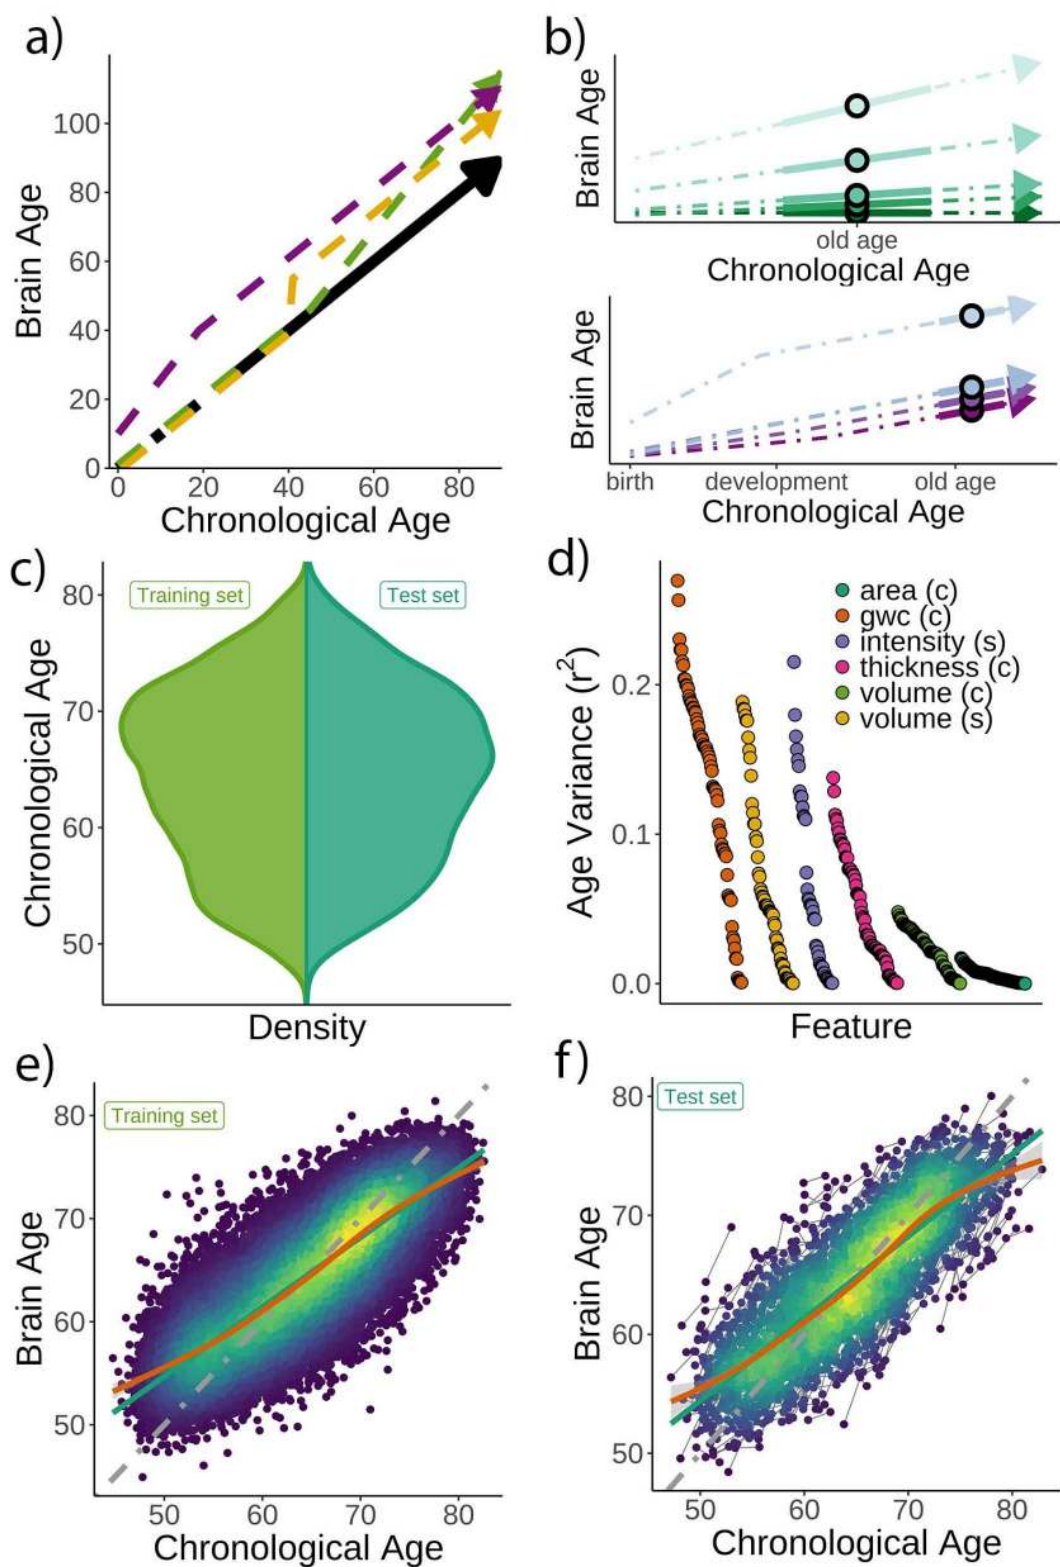 a)
Brain Age
100
80
60
40
20
0
0 20 40 60 80
Chronological Age
b)
Brain Age
old age
Chronological Age
Brain Age
birth development old age
Chronological Age
c)
Chronological Age
80
70
60
50
Training set
Test set
Density
d)
Age Variance (r²)
0.2
0.1
0.0
area (c)
gwc (c)
intensity (s)
thickness (c)
volume (c)
volume (s)
Feature
e)
Training set
Brain Age
80
70
60
50
50 60 70 80
Chronological Age
f)
Test set
Brain Age
80
70
60
50
50 60 70 80
Chronological Age